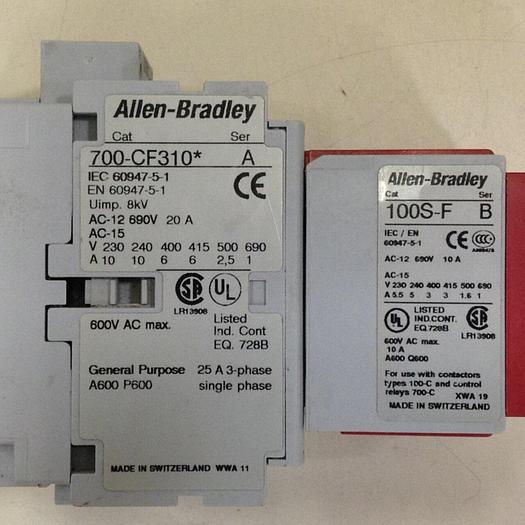 Allen-Bradley
Cat Ser
700-CF310* A
IEC 60947-5-1
EN 60947-5-1
CE
Uimp. 8kV
AC-12 690V 20 A
AC-15
V 230 240 400 415 500 690
A 10 10 6 6 2,5 1
SA UL
LR13908
600V AC max. Listed
Ind. Cont
EQ. 728B
General Purpose 25 A 3-phase
A600 P600 single phase
MADE IN SWITZERLAND WWA 11
Allen-Bradley
Cat Ser
100S-F B
IEC / EN
60947-5-1
CE CCC
AC-12 690V 10 A
AC-15
V 230 240 400 415 500 690
A 5.5 5 3 3 1.6 1
UL LISTED
IND.CONT.
EQ.728B
SA
LR13908
600V AC max.
10 A
A600 Q600
For use with contactors
types 100-C and control
relays 700-C XWA 19
MADE IN SWITZERLAND